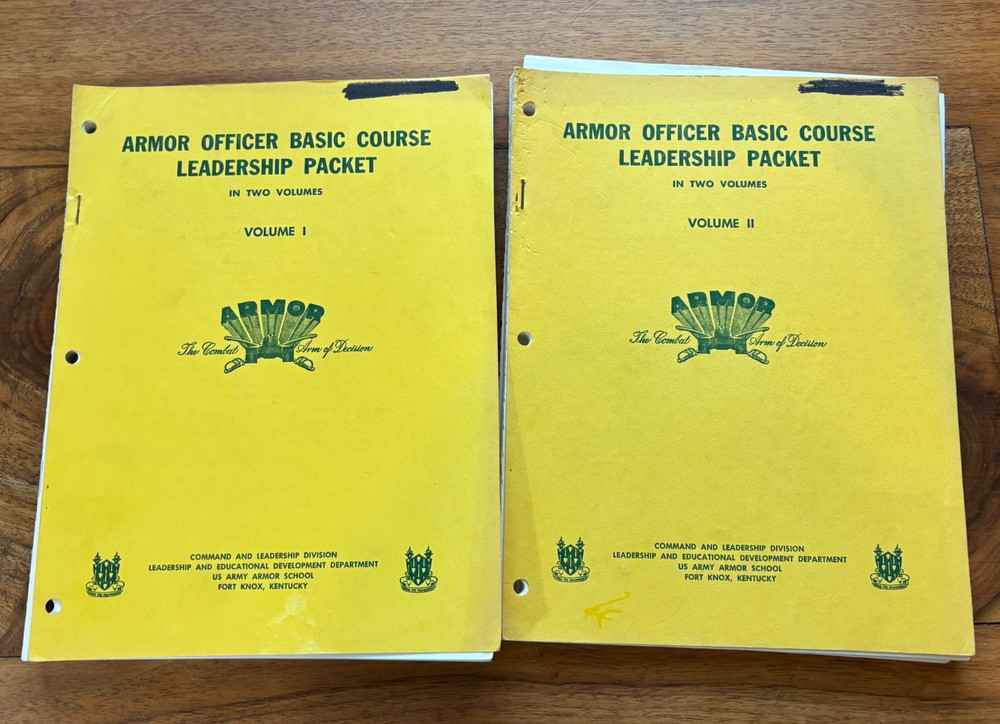 ARMOR OFFICER BASIC COURSE
LEADERSHIP PACKET
IN TWO VOLUMES
VOLUME I
ARMOR
The Combat Arm of Decision
COMMAND AND LEADERSHIP DIVISION
LEADERSHIP AND EDUCATIONAL DEVELOPMENT DEPARTMENT
US ARMY ARMOR SCHOOL
FORT KNOX, KENTUCKY
ARMOR OFFICER BASIC COURSE
LEADERSHIP PACKET
IN TWO VOLUMES
VOLUME II
ARMOR
The Combat Arm of Decision
COMMAND AND LEADERSHIP DIVISION
LEADERSHIP AND EDUCATIONAL DEVELOPMENT DEPARTMENT
US ARMY ARMOR SCHOOL
FORT KNOX, KENTUCKY